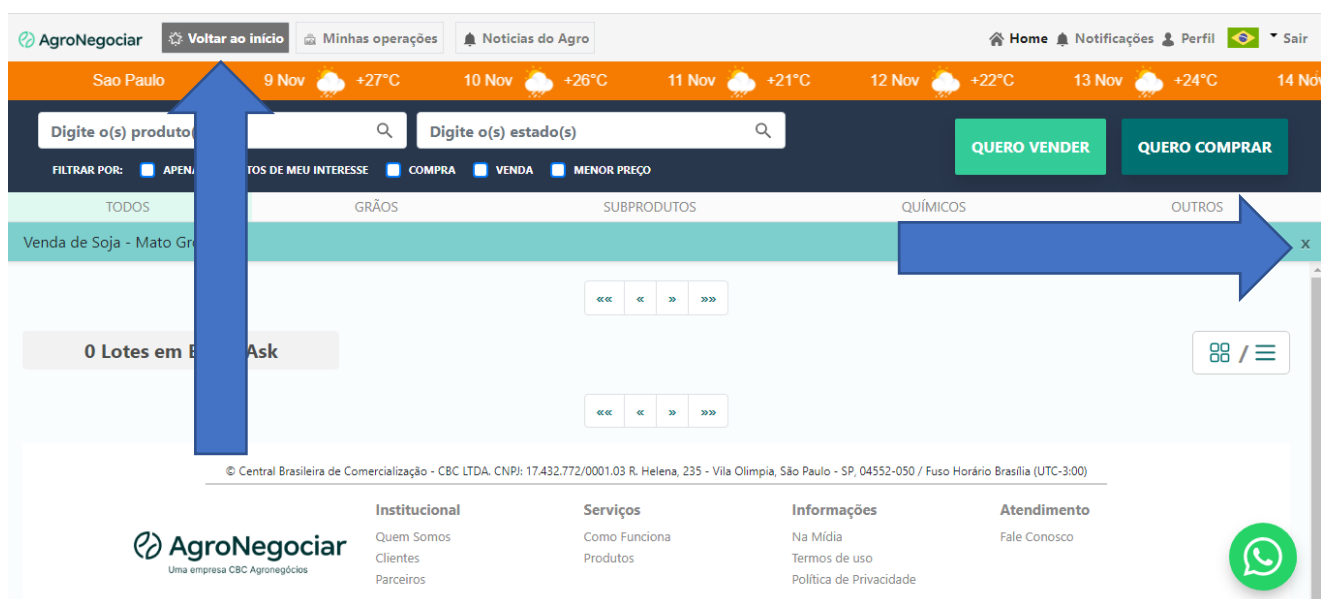 AgroNegociar Voltar ao início Minhas operações Noticias do Agro Home Notificações Perfil Sair
Sao Paulo 9 Nov +27°C 10 Nov +26°C 11 Nov +21°C 12 Nov +22°C 13 Nov +24°C 14 Nov
Digite o(s) Digite o(s) estado(s)
QUERO VENDER QUERO COMPRAR
FILTRAR POR: DE MEU INTERESSE COMPRA VENDA MENOR PREÇO
TODOS GRÃOS SUBPRODUTOS QUÍMICOS OUTROS
Venda de Soja - Mato x
«« « » »»
0 Lotes em Ask /
«« « » »»
© Central Brasileira de Comercialização - CBC LTDA. CNPJ: 17.432.772/0001.03 R. Helena, 235 - Vila Olimpia, São Paulo - SP, 04552-050 / Fuso Horário Brasília (UTC-3:00)
Institucional Serviços Informações Atendimento
Quem Somos Como Funciona Na Mídia Fale Conosco
AgroNegociar
Clientes Produtos Termos de uso
Uma empresa CBC Agronegócios
Parceiros Política de Privacidade